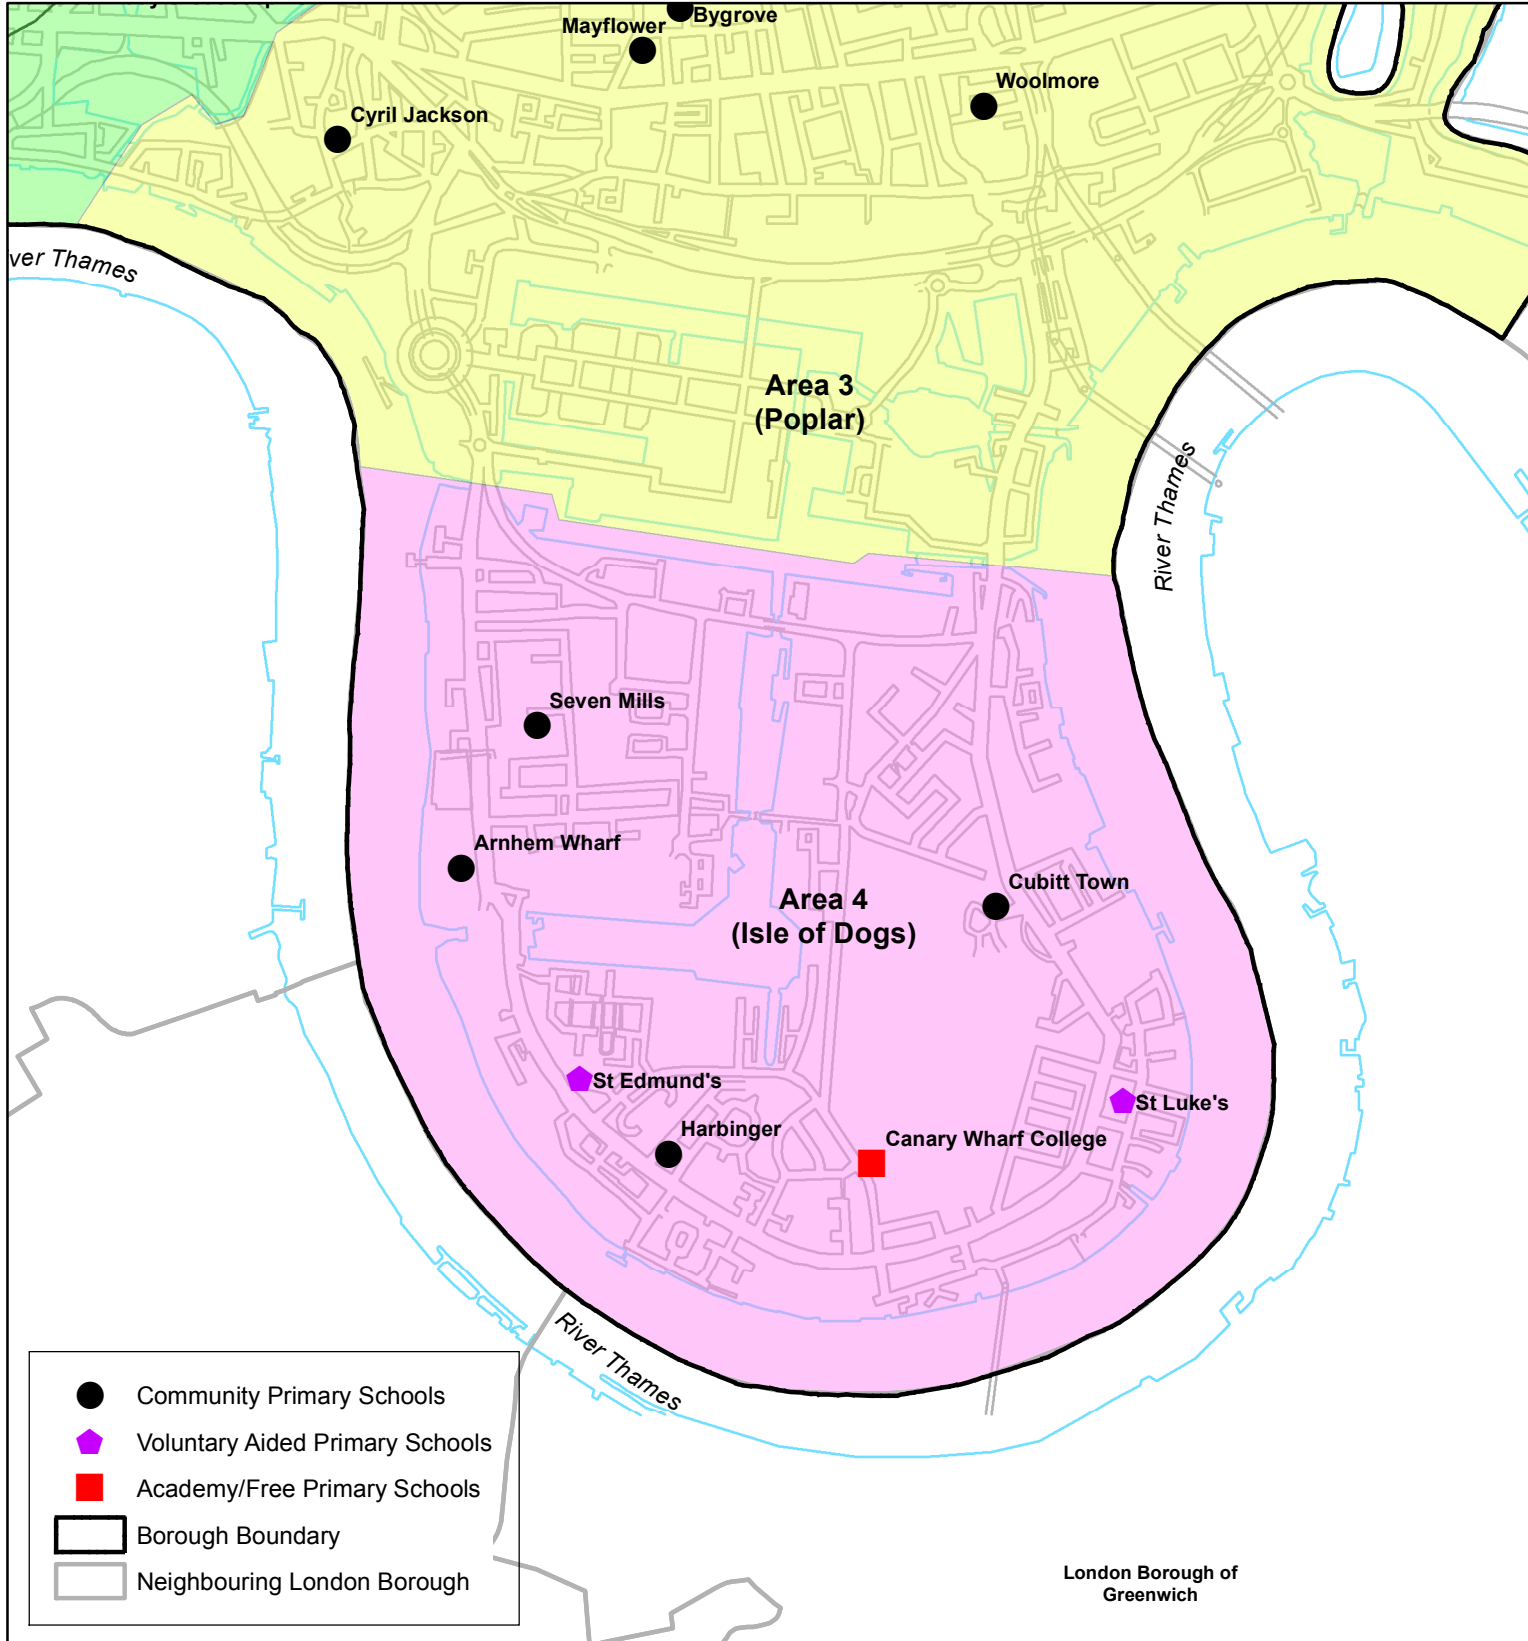 Bygrove
Mayflower
Woolmore
Cyril Jackson
ver Thames
Area 3
(Poplar)
River Thames
Seven Mills
Arnhem Wharf
Cubitt Town
Area 4
(Isle of Dogs)
St Edmund's
St Luke's
Harbinger
Canary Wharf College
River Thames
Community Primary Schools
Voluntary Aided Primary Schools
Academy/Free Primary Schools
Borough Boundary
Neighbouring London Borough
London Borough of
Greenwich